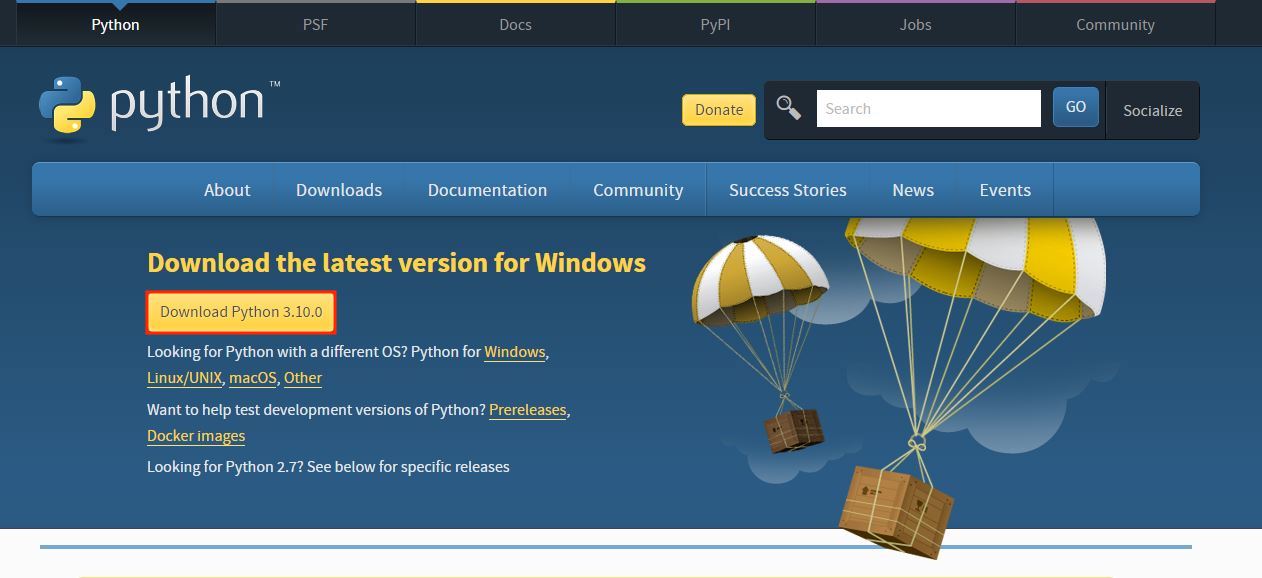 Python PSF Docs PyPI Jobs Community
python ™
Donate Search GO Socialize
About Downloads Documentation Community Success Stories News Events
Download the latest version for Windows
Download Python 3.10.0
Looking for Python with a different OS? Python for Windows,
Linux/UNIX, macOS, Other
Want to help test development versions of Python? Prereleases,
Docker images
Looking for Python 2.7? See below for specific releases